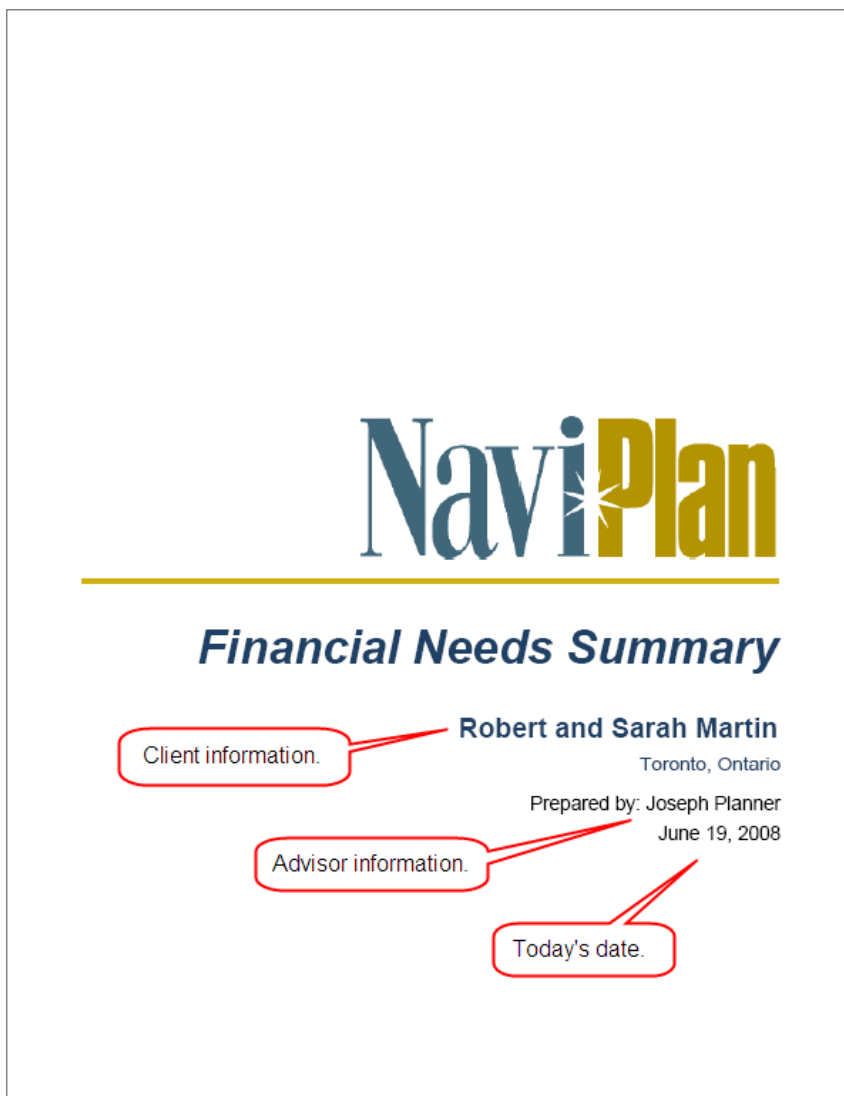 NaviPlan
Financial Needs Summary
Robert and Sarah Martin
Client information.
Toronto, Ontario
Prepared by: Joseph Planner
June 19, 2008
Advisor information.
Today's date.